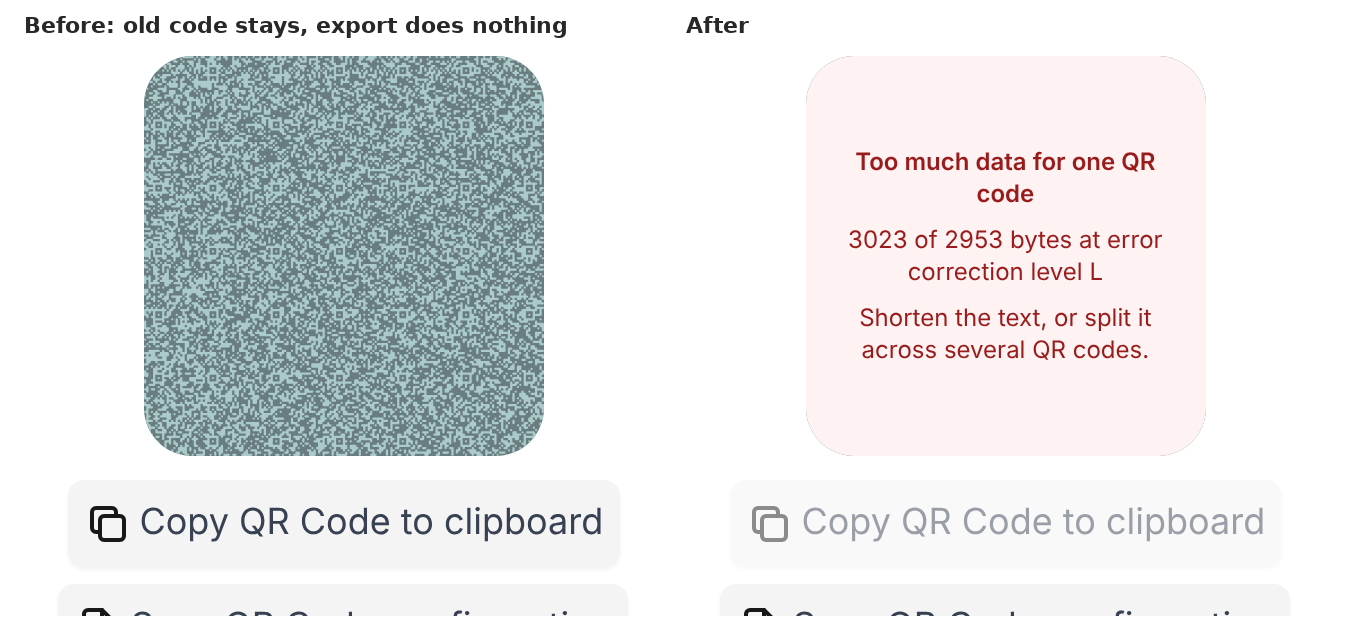 Before: old code stays, export does nothing
After
Too much data for one QR
code
3023 of 2953 bytes at error
correction level L
Shorten the text, or split it
across several QR codes.
Copy QR Code to clipboard
Copy QR Code to clipboard